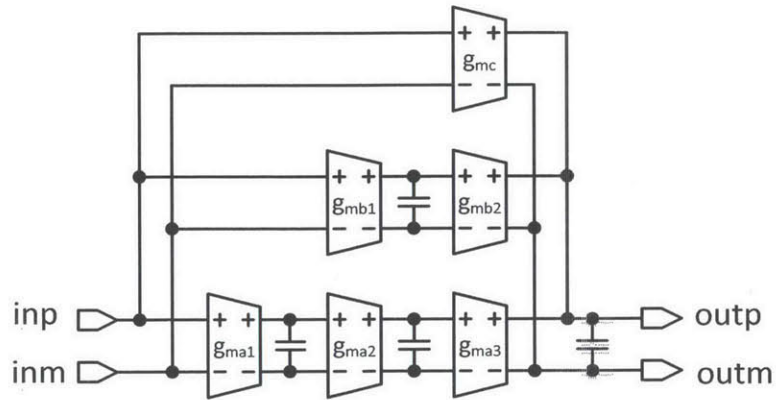 + +
gmc
− −
+ + + +
gmb1 gmb2
− − − −
inp + + + + + + outp
gma1 gma2 gma3
inm − − − − − − outm